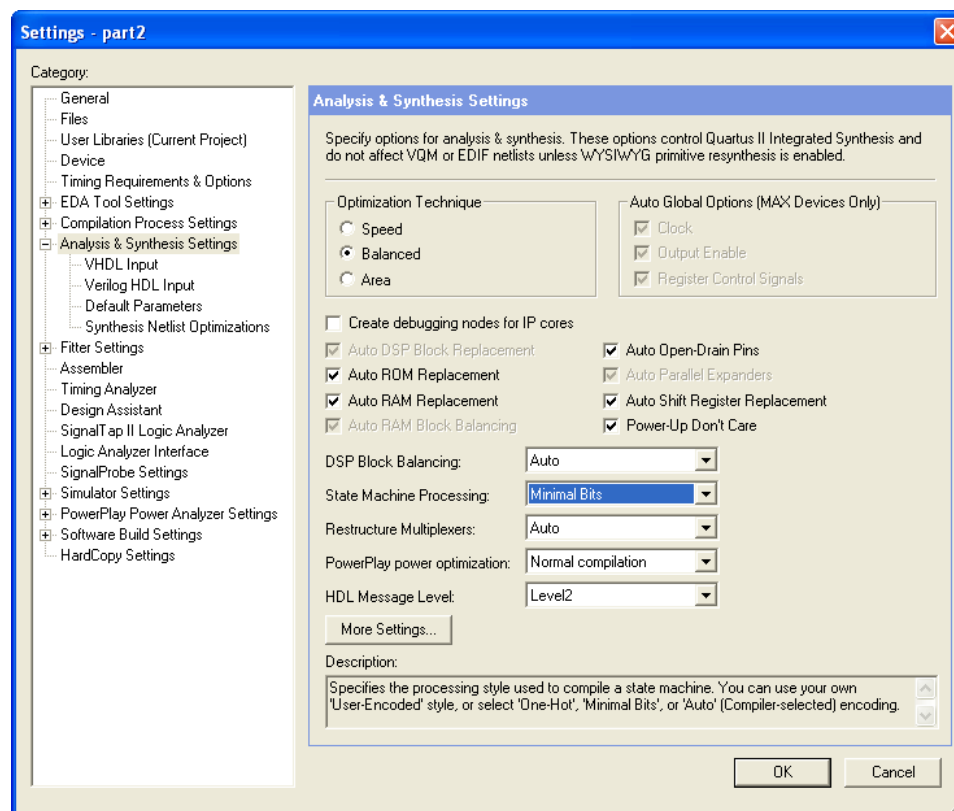 Settings - part2
Category:
General
Files
User Libraries (Current Project)
Device
Timing Requirements & Options
EDA Tool Settings
Compilation Process Settings
Analysis & Synthesis Settings
VHDL Input
Verilog HDL Input
Default Parameters
Synthesis Netlist Optimizations
Fitter Settings
Assembler
Timing Analyzer
Design Assistant
SignalTap II Logic Analyzer
Logic Analyzer Interface
SignalProbe Settings
Simulator Settings
PowerPlay Power Analyzer Settings
Software Build Settings
HardCopy Settings
Analysis & Synthesis Settings
Specify options for analysis & synthesis. These options control Quartus II Integrated Synthesis and
do not affect VQM or EDIF netlists unless WYSIWYG primitive resynthesis is enabled.
Optimization Technique
Speed
Balanced
Area
Auto Global Options (MAX Devices Only)
Clock
Output Enable
Register Control Signals
Create debugging nodes for IP cores
Auto DSP Block Replacement
Auto Open-Drain Pins
Auto ROM Replacement
Auto Parallel Expanders
Auto RAM Replacement
Auto Shift Register Replacement
Auto RAM Block Balancing
Power-Up Don't Care
DSP Block Balancing: Auto
State Machine Processing: Minimal Bits
Restructure Multiplexers: Auto
PowerPlay power optimization: Normal compilation
HDL Message Level: Level2
More Settings...
Description:
Specifies the processing style used to compile a state machine. You can use your own
'User-Encoded' style, or select 'One-Hot', 'Minimal Bits', or 'Auto' (Compiler-selected) encoding.
OK Cancel